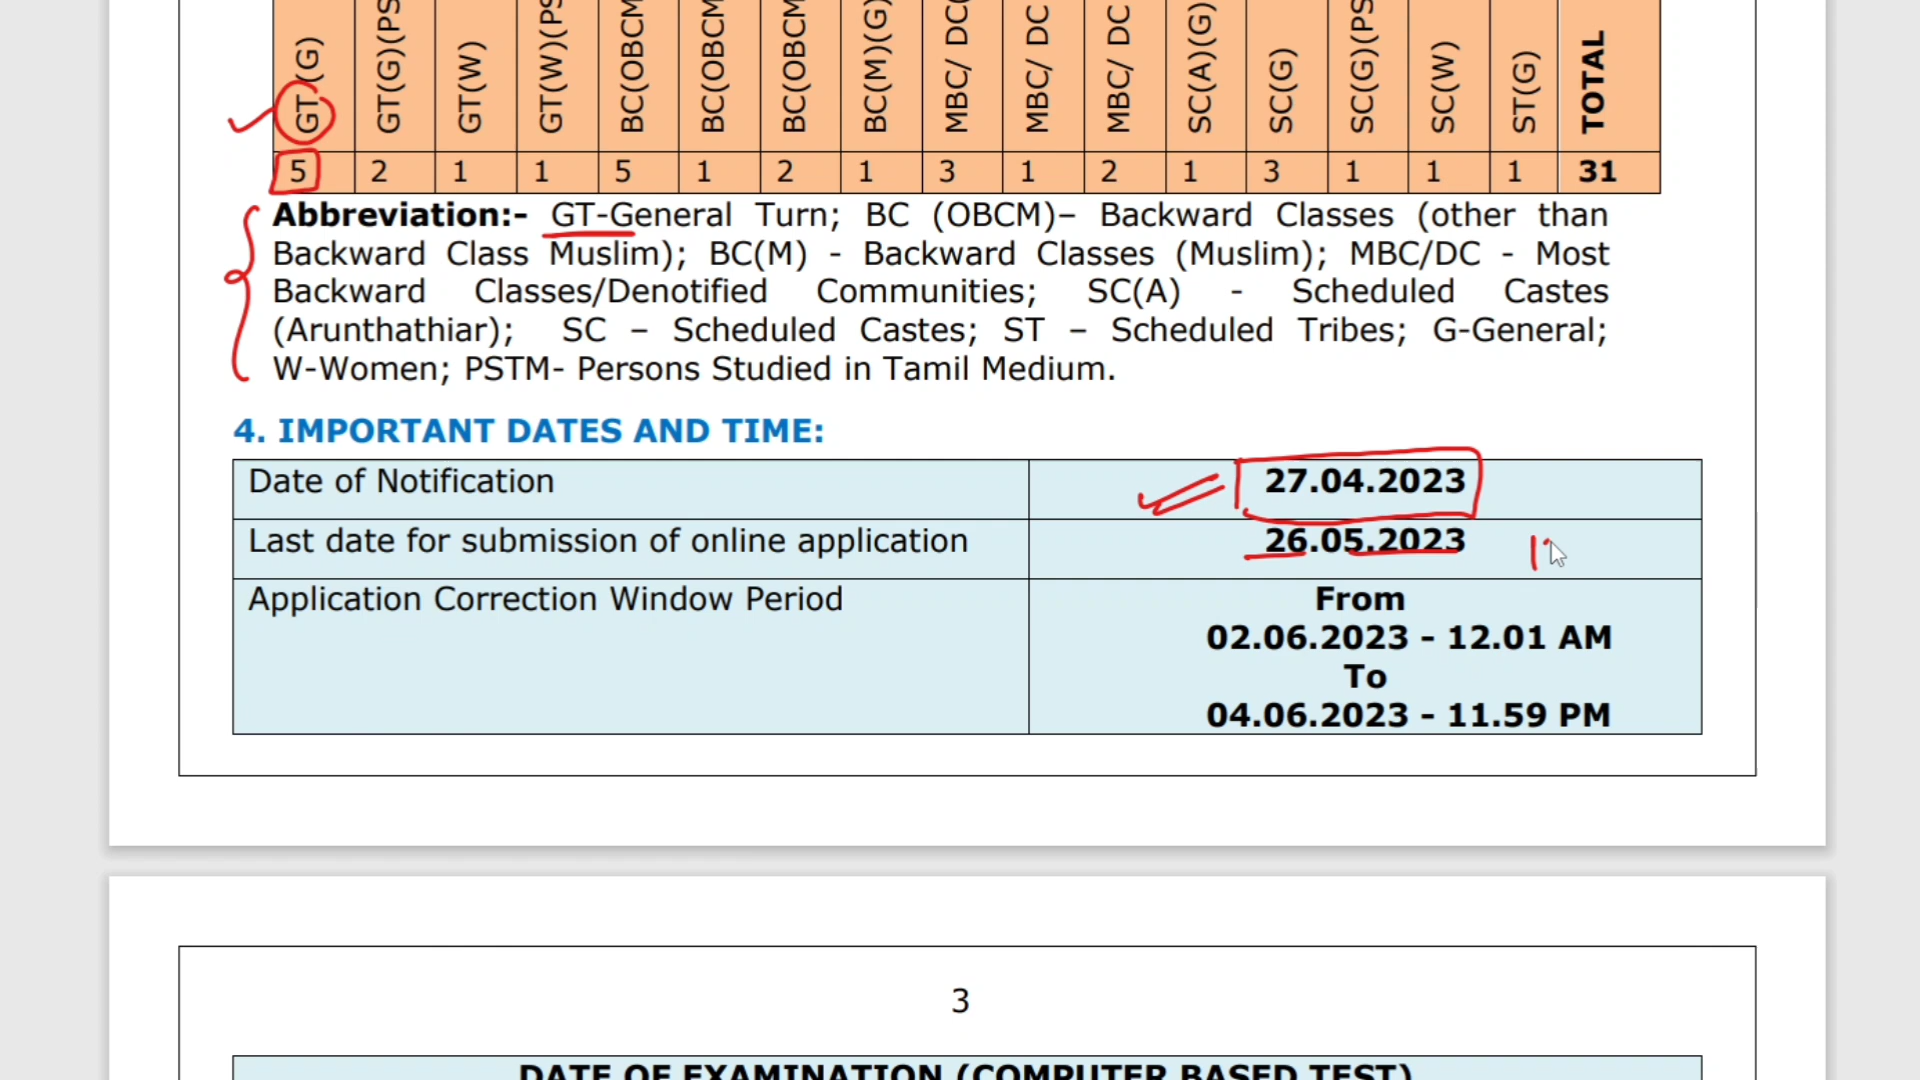 GT(G) GT(G)(PS GT(W) GT(W)(PS BC(OBCM BC(OBCM BC(OBCM BC(M)(G) MBC/ DC( MBC/ DC MBC/ DC SC(A)(G) SC(G) SC(G)(PS SC(W) ST(G) TOTAL
5 2 1 1 5 1 2 1 3 1 2 1 3 1 1 1 31
Abbreviation:- GT-General Turn; BC (OBCM)– Backward Classes (other than
Backward Class Muslim); BC(M) - Backward Classes (Muslim); MBC/DC - Most
Backward Classes/Denotified Communities; SC(A) - Scheduled Castes
(Arunthathiar); SC – Scheduled Castes; ST – Scheduled Tribes; G-General;
W-Women; PSTM- Persons Studied in Tamil Medium.
4. IMPORTANT DATES AND TIME:
Date of Notification 27.04.2023
Last date for submission of online application 26.05.2023
Application Correction Window Period From
02.06.2023 – 12.01 AM
To
04.06.2023 – 11.59 PM
3
DATE OF EXAMINATION (COMPUTER BASED TEST)